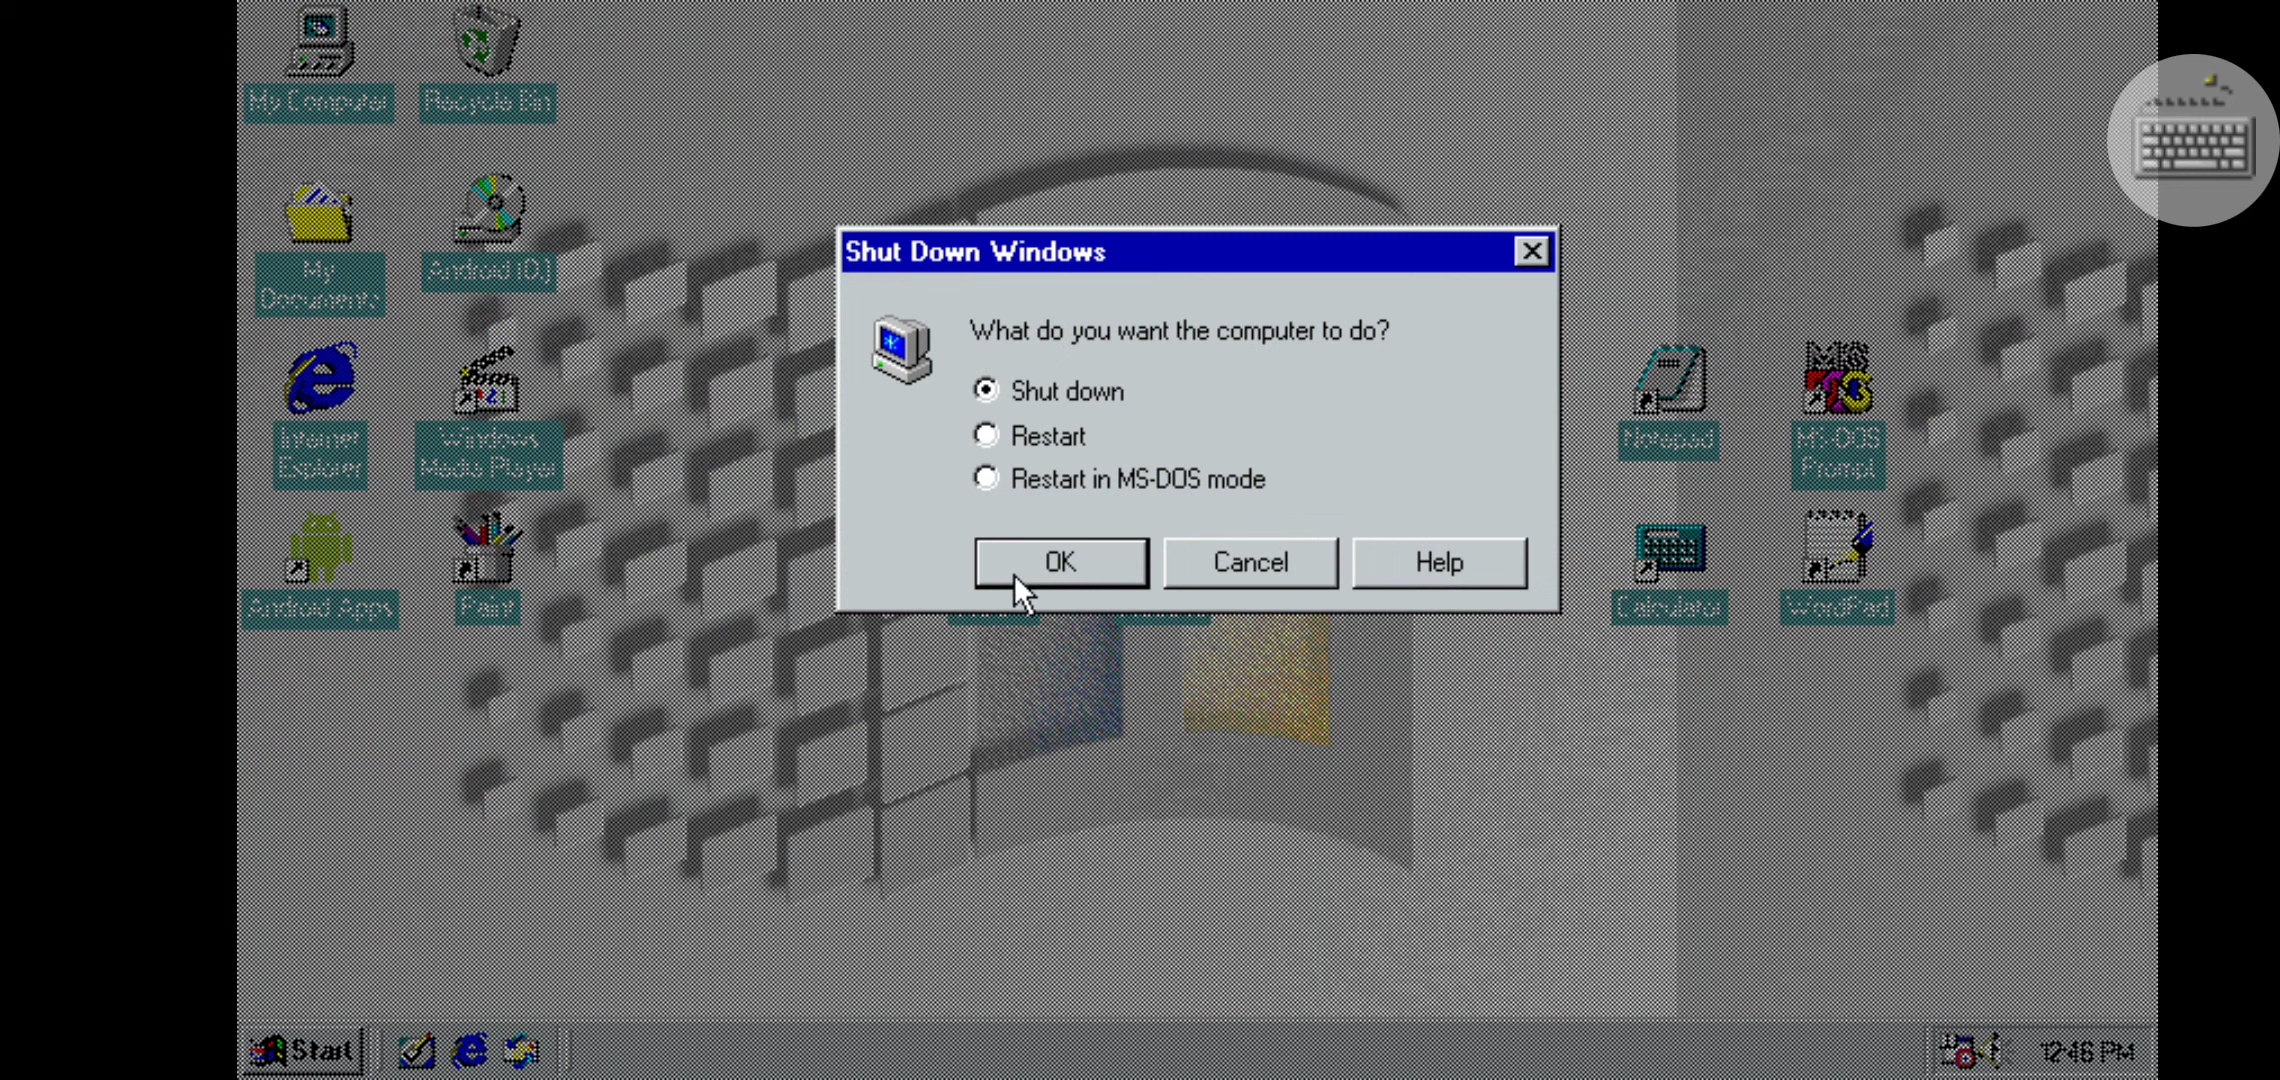 My Computer
Recycle Bin
My
Documents
Android (D:)
Internet
Explorer
Windows
Media Player
Android Apps
Paint
Shut Down Windows
What do you want the computer to do?
Shut down
Restart
Restart in MS-DOS mode
OK
Cancel
Help
Notepad
MS-DOS
Prompt
Calculator
WordPad
Start
12:46 PM